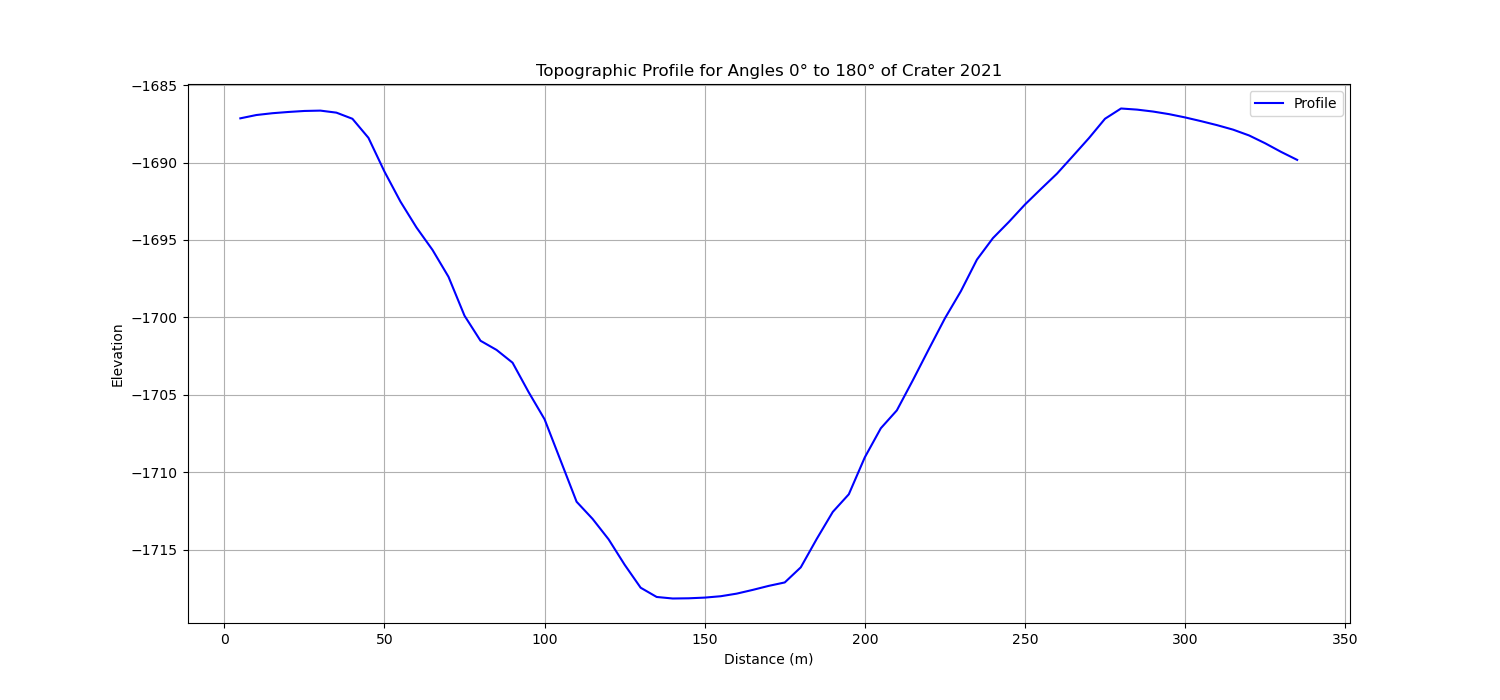 Topographic Profile for Angles 0° to 180° of Crater 2021
Profile
−1685
−1690
−1695
−1700
−1705
−1710
−1715
Elevation
0 50 100 150 200 250 300 350
Distance (m)